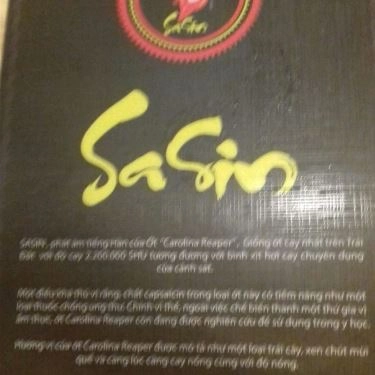 SaSin
SaSin
SASIN', phát âm tiếng Hàn của Ớt "Carolina Reaper", Giống ớt cay nhất trên Trái
Đất với độ cay 2.200.000 SHU tương đương với bình xịt hơi cay chuyên dụng
của cảnh sát.
Một điều khá thú vị rằng: chất capsaicin trong loại ớt này có tiềm năng như một
loại thuốc chống ung thư. Chính vì thế, ngoài việc chế biến thành một thứ gia vị
ẩm thực, ớt Carolina Reaper còn đang được nghiên cứu để sử dụng trong y học.
Hương vị của ớt Carolina Reaper được mô tả như một loại trái cây, xen chút mùi
quế và càng lúc càng cay nóng cùng với độ nóng.